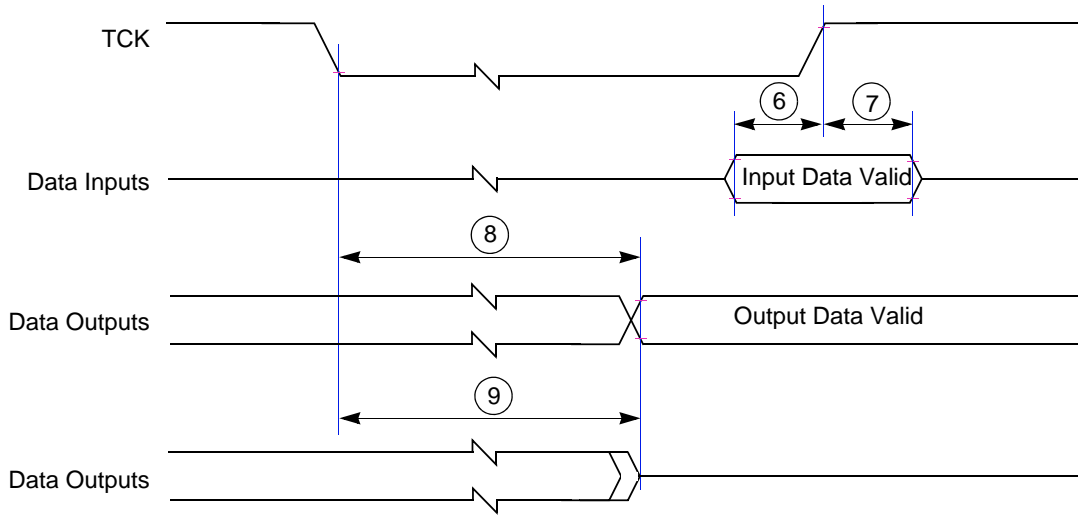 TCK
6
7
Data Inputs
Input Data Valid
8
Data Outputs
Output Data Valid
9
Data Outputs